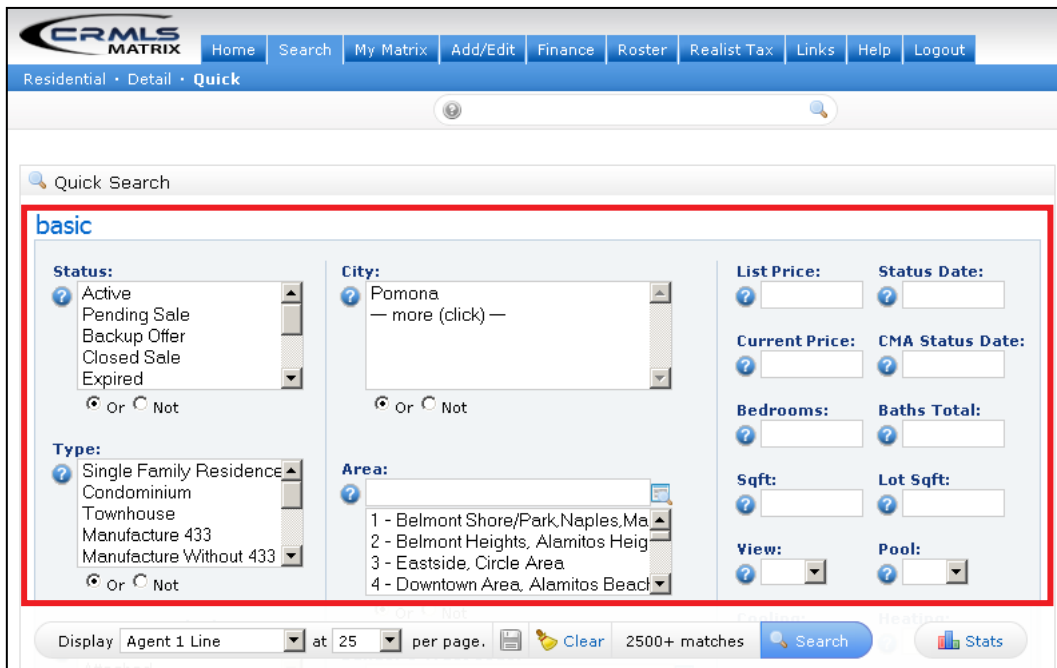 CRMLS
MATRIX
Home Search My Matrix Add/Edit Finance Roster Realist Tax Links Help Logout
Residential · Detail · Quick
Quick Search
basic
Status:
Active
Pending Sale
Backup Offer
Closed Sale
Expired
Or Not
Type:
Single Family Residence
Condominium
Townhouse
Manufacture 433
Manufacture Without 433
Or Not
City:
Pomona
— more (click) —
Or Not
Area:
1 - Belmont Shore/Park,Naples,Ma
2 - Belmont Heights, Alamitos Heig
3 - Eastside, Circle Area
4 - Downtown Area, Alamitos Beach
List Price: Status Date:
Current Price: CMA Status Date:
Bedrooms: Baths Total:
Sqft: Lot Sqft:
View: Pool:
Or Not
Cooling: Heating:
Display Agent 1 Line at 25 per page. Clear 2500+ matches Search Stats
Attached